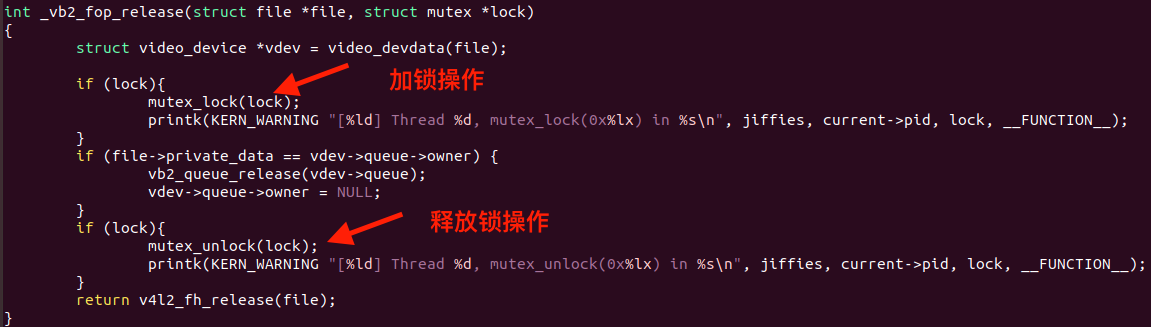 int _vb2_fop_release(struct file *file, struct mutex *lock)
{
struct video_device *vdev = video_devdata(file);
if (lock){
加锁操作
mutex_lock(lock);
printk(KERN_WARNING "[%ld] Thread %d, mutex_lock(0x%lx) in %s\n", jiffies, current->pid, lock, __FUNCTION__);
}
if (file->private_data == vdev->queue->owner) {
vb2_queue_release(vdev->queue);
vdev->queue->owner = NULL;
}
释放锁操作
if (lock){
mutex_unlock(lock);
printk(KERN_WARNING "[%ld] Thread %d, mutex_unlock(0x%lx) in %s\n", jiffies, current->pid, lock, __FUNCTION__);
}
return v4l2_fh_release(file);
}